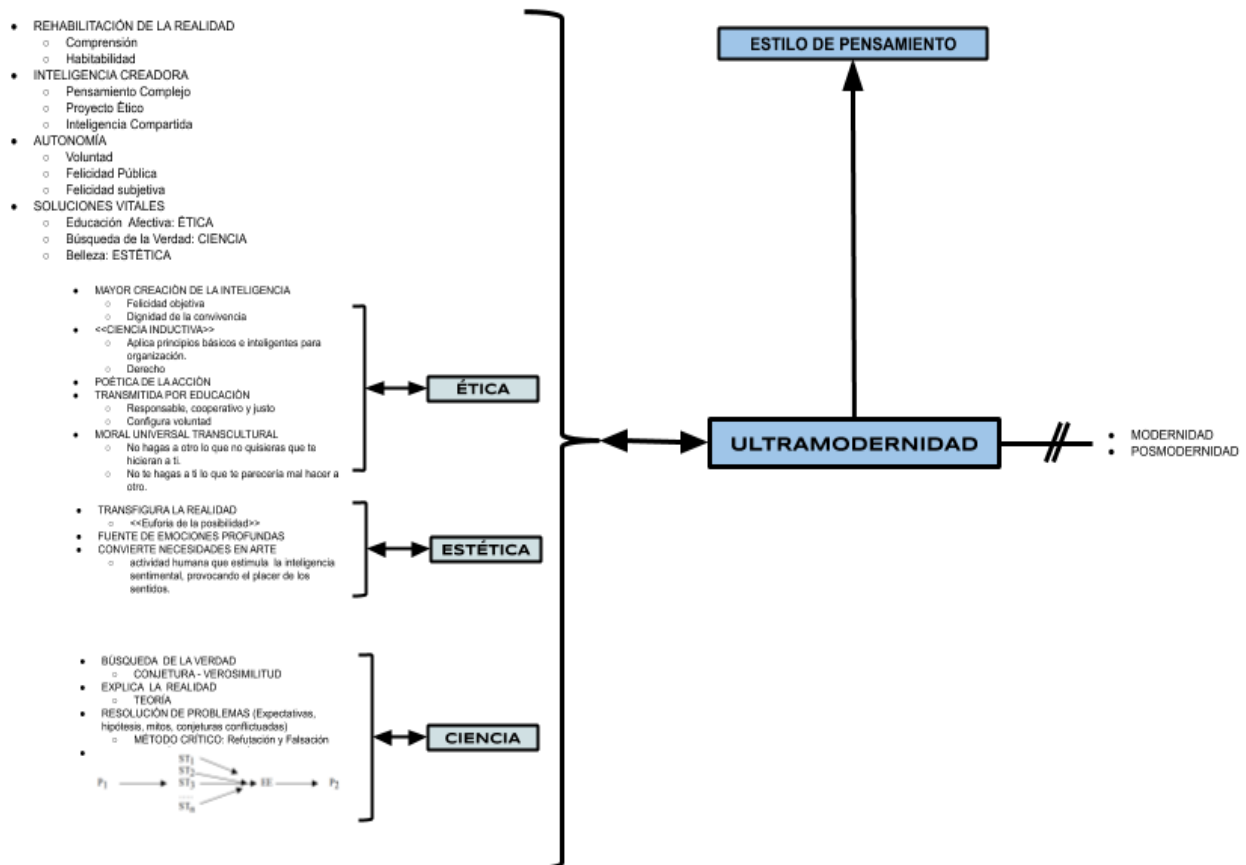 REHABILITACIÓN DE LA REALIDAD
Comprensión
Habitabilidad
INTELIGENCIA CREADORA
Pensamiento Complejo
Proyecto Ético
Inteligencia Compartida
AUTONOMÍA
Voluntad
Felicidad Pública
Felicidad subjetiva
SOLUCIONES VITALES
Educación Afectiva: ÉTICA
Búsqueda de la Verdad: CIENCIA
Belleza: ESTÉTICA
MAYOR CREACIÓN DE LA INTELIGENCIA
Felicidad objetiva
Dignidad de la convivencia
<<CIENCIA INDUCTIVA>>
Aplica principios básicos e inteligentes para
organización.
Derecho
POÉTICA DE LA ACCIÓN
TRANSMITIDA POR EDUCACIÓN
Responsable, cooperativo y justo
Configura voluntad
MORAL UNIVERSAL TRANSCULTURAL
No hagas a otro lo que no quisieras que te
hicieran a ti.
No te hagas a ti lo que te parecería mal hacer a
otro.
ÉTICA
TRANSFIGURA LA REALIDAD
<<Euforia de la posibilidad>>
FUENTE DE EMOCIONES PROFUNDAS
CONVIERTE NECESIDADES EN ARTE
actividad humana que estimula la inteligencia
sentimental, provocando el placer de los
sentidos.
ESTÉTICA
BÚSQUEDA DE LA VERDAD
CONJETURA - VEROSIMILITUD
EXPLICA LA REALIDAD
TEORÍA
RESOLUCIÓN DE PROBLEMAS (Expectativas,
hipótesis, mitos, conjeturas conflictuadas)
MÉTODO CRÍTICO: Refutación y Falsación
ST1
ST2
P1 ST3 EE P2
STn
CIENCIA
ESTILO DE PENSAMIENTO
ULTRAMODERNIDAD
MODERNIDAD
POSMODERNIDAD